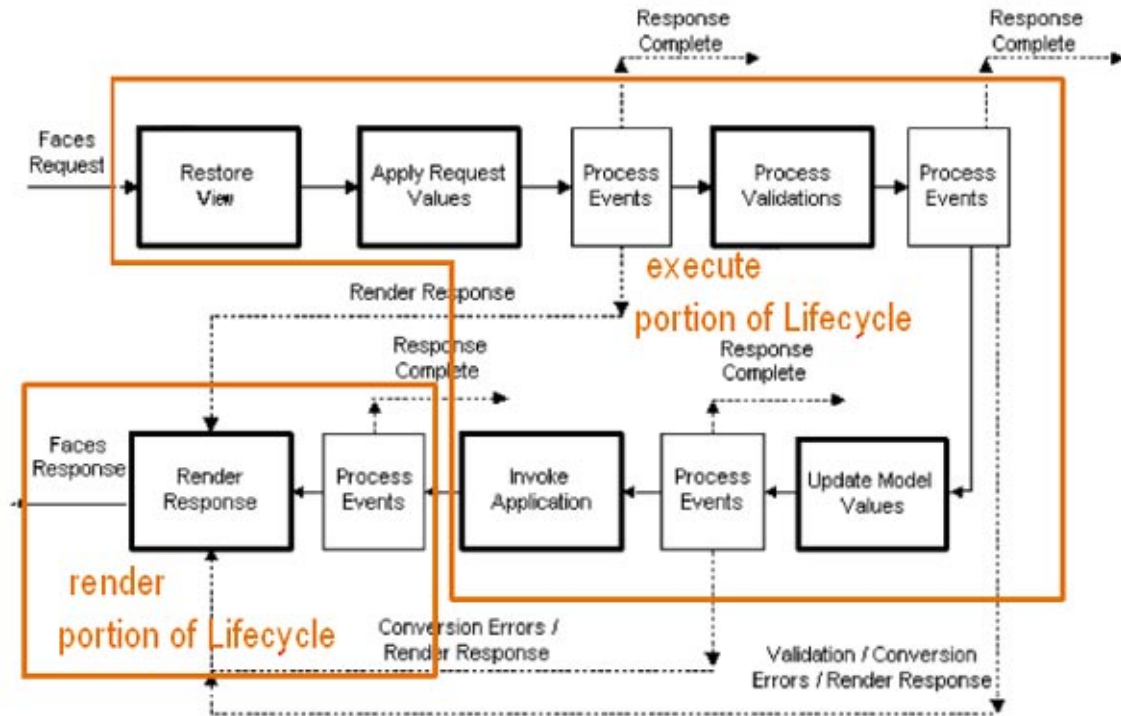 Response
Complete
Response
Complete
Faces
Request
Restore
View
Apply Request
Values
Process
Events
Process
Validations
Process
Events
execute
portion of Lifecycle
Render Response
Response
Complete
Response
Complete
Faces
Response
Render
Response
Process
Events
Invoke
Application
Process
Events
Update Model
Values
render
portion of Lifecycle
Conversion Errors /
Render Response
Validation / Conversion
Errors / Render Response